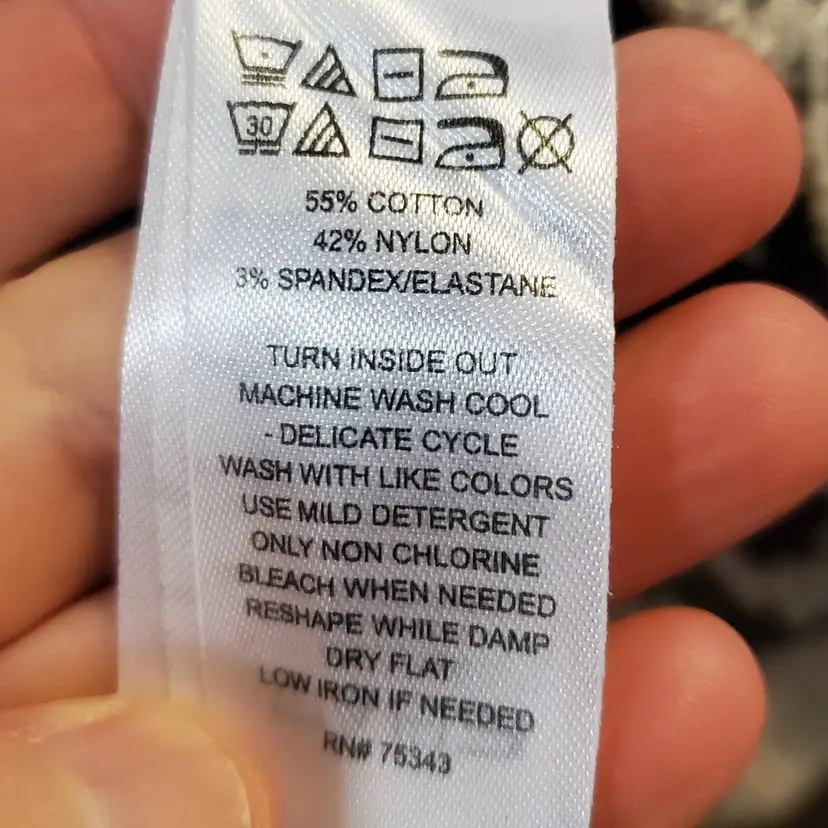 30
55% COTTON
42% NYLON
3% SPANDEX/ELASTANE
TURN INSIDE OUT
MACHINE WASH COOL
- DELICATE CYCLE
WASH WITH LIKE COLORS
USE MILD DETERGENT
ONLY NON CHLORINE
BLEACH WHEN NEEDED
RESHAPE WHILE DAMP
DRY FLAT
LOW IRON IF NEEDED
RN# 75343